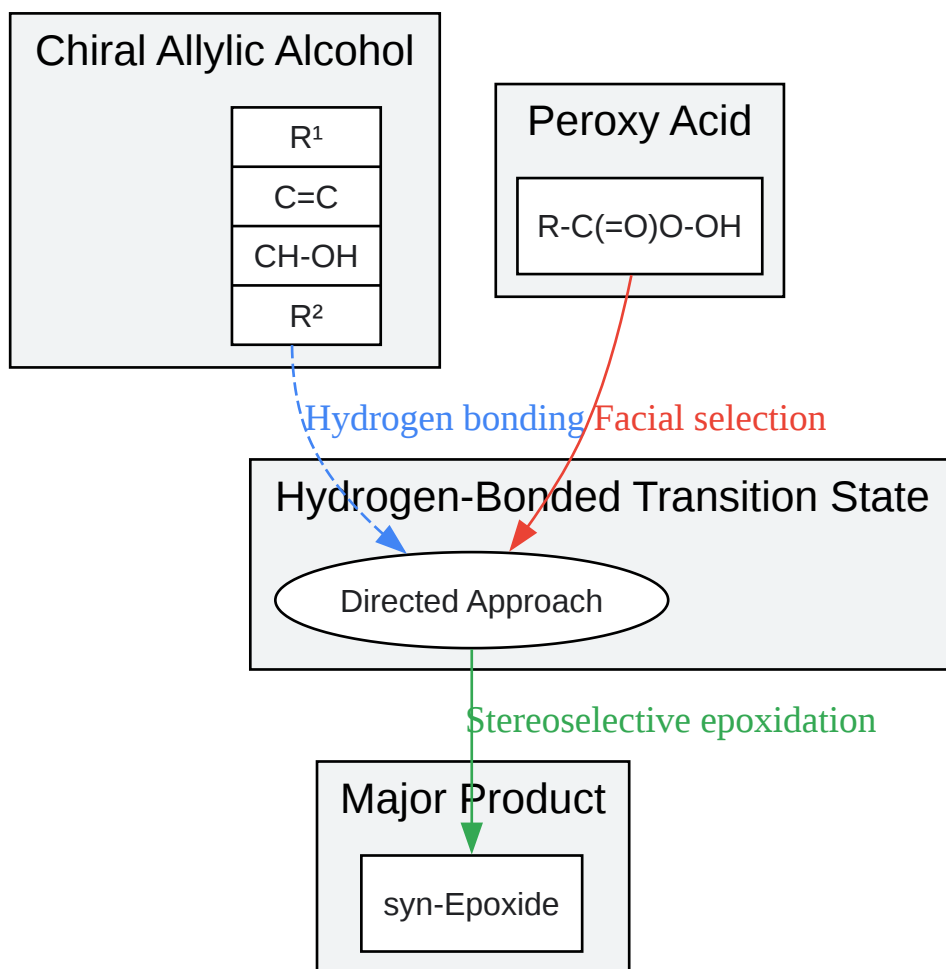 Chiral Allylic Alcohol
R¹
C=C
CH-OH
R²
Peroxy Acid
R-C(=O)O-OH
Hydrogen bonding
Facial selection
Hydrogen-Bonded Transition State
Directed Approach
Stereoselective epoxidation
Major Product
syn-Epoxide